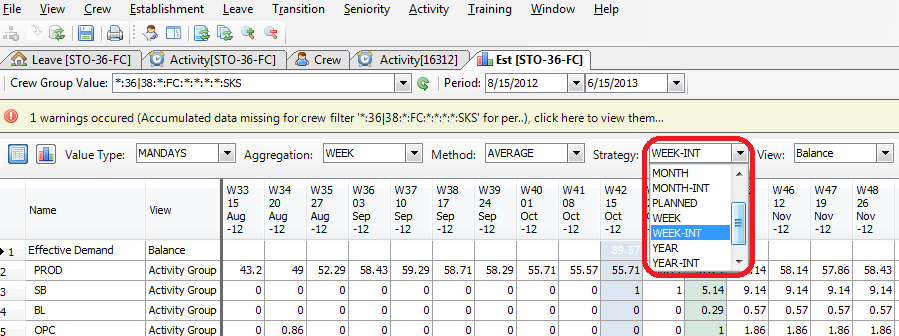 File View Crew Establishment Leave Transition Seniority Activity Training Window Help
Leave [STO-36-FC] Activity[STO-36-FC] Crew Activity[16312] Est [STO-36-FC]
Crew Group Value: *:36|38:*:FC:*:*:*:*:SKS Period: 8/15/2012 6/15/2013
1 warnings occured (Accumulated data missing for crew filter '*:36|38:*:FC:*:*:*:*:SKS' for per..), click here to view them...
Value Type: MANDAYS Aggregation: WEEK Method: AVERAGE Strategy: WEEK-INT View: Balance
MONTH
MONTH-INT
PLANNED
WEEK
WEEK-INT
YEAR
YEAR-INT
Name View
W33 W34 W35 W36 W37 W38 W39 W40 W41 W42 W46 W47 W48
15 20 27 03 10 17 24 01 08 15 12 19 26
Aug Aug Aug Sep Sep Sep Sep Oct Oct Oct Nov Nov Nov
-12 -12 -12 -12 -12 -12 -12 -12 -12 -12 -12 -12 -12
1 Effective Demand Balance 89.57
2 PROD Activity Group 43.2 49 52.29 58.43 59.29 58.71 58.29 55.71 55.57 55.71 58.14 57.86 58.43
3 SB Activity Group 0 0 0 0 0 0 0 0 0 1 1 5.14 9.14 9.14 9.14 9.14
4 BL Activity Group 0 0 0 0 0 0 0 0 0 0 0 0.29 0.57 0.57 0.57 0.57
5 OPC Activity Group 0 0.86 0 0 0 0 0 0 0 0 0 1 1.86 1.86 1.86 1.86